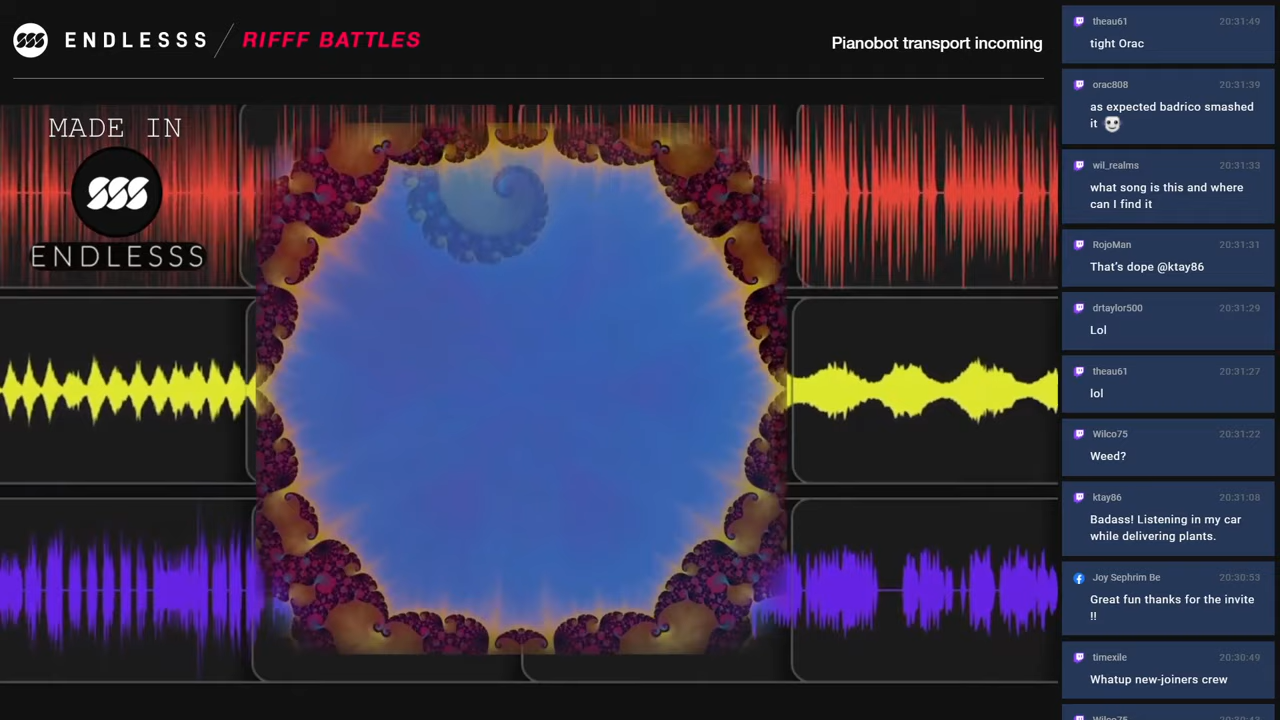 ENDLESSS / RIFFF BATTLES
Pianobot transport incoming
MADE IN
ENDLESSS
theau61 20:31:49
tight Orac
orac808 20:31:39
as expected badrico smashed
it 💀
wil_realms 20:31:33
what song is this and where
can I find it
RojoMan 20:31:31
That's dope @ktay86
drtaylor500 20:31:29
Lol
theau61 20:31:27
lol
Wilco75 20:31:22
Weed?
ktay86 20:31:08
Badass! Listening in my car
while delivering plants.
Joy Sephrim Be 20:30:53
Great fun thanks for the invite
!!
timexile 20:30:49
Whatup new-joiners crew